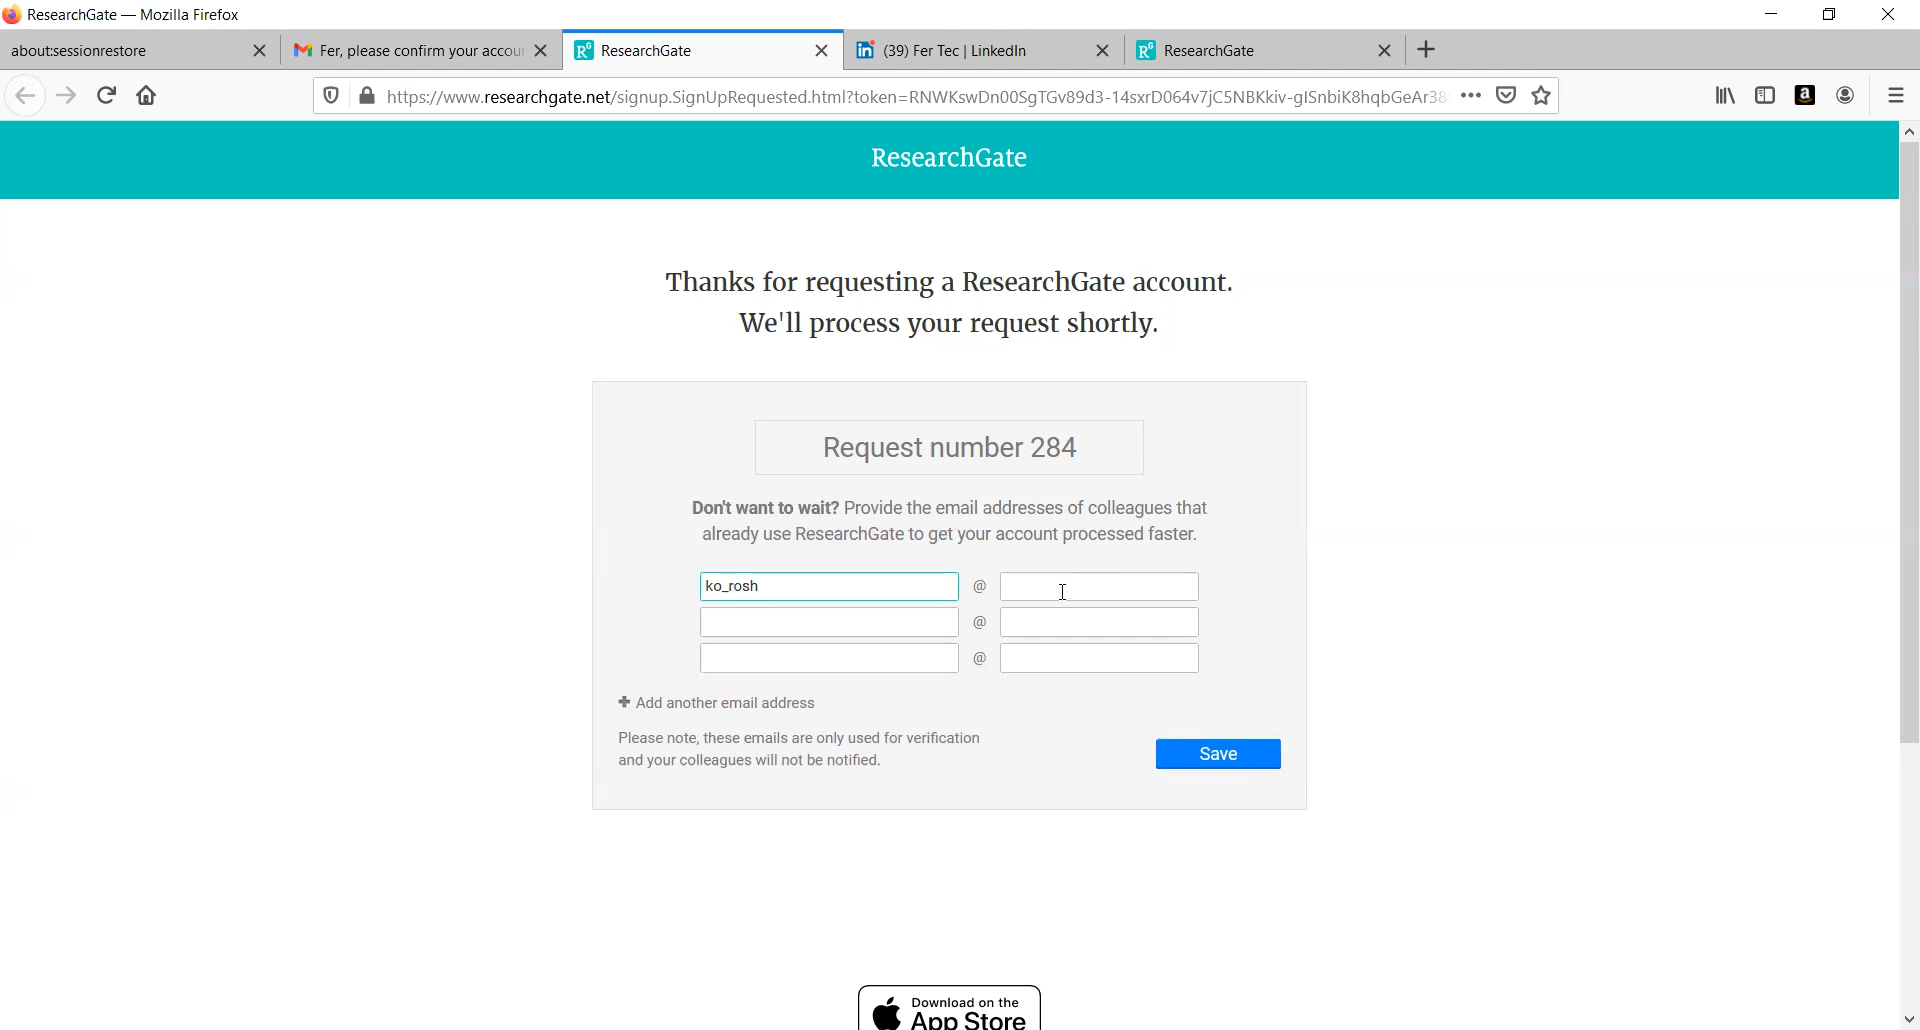 ResearchGate — Mozilla Firefox
about:sessionrestore
Fer, please confirm your accou
ResearchGate
(39) Fer Tec | LinkedIn
ResearchGate
https://www.researchgate.net/signup.SignUpRequested.html?token=RNWKswDn00SgTGv89d3-14sxrD064v7jC5NBKkiv-gISnbiK8hqbGeAr38
ResearchGate
Thanks for requesting a ResearchGate account.
We'll process your request shortly.
Request number 284
Don't want to wait? Provide the email addresses of colleagues that
already use ResearchGate to get your account processed faster.
ko_rosh @
@
@
Add another email address
Please note, these emails are only used for verification
and your colleagues will not be notified.
Save
Download on the
App Store